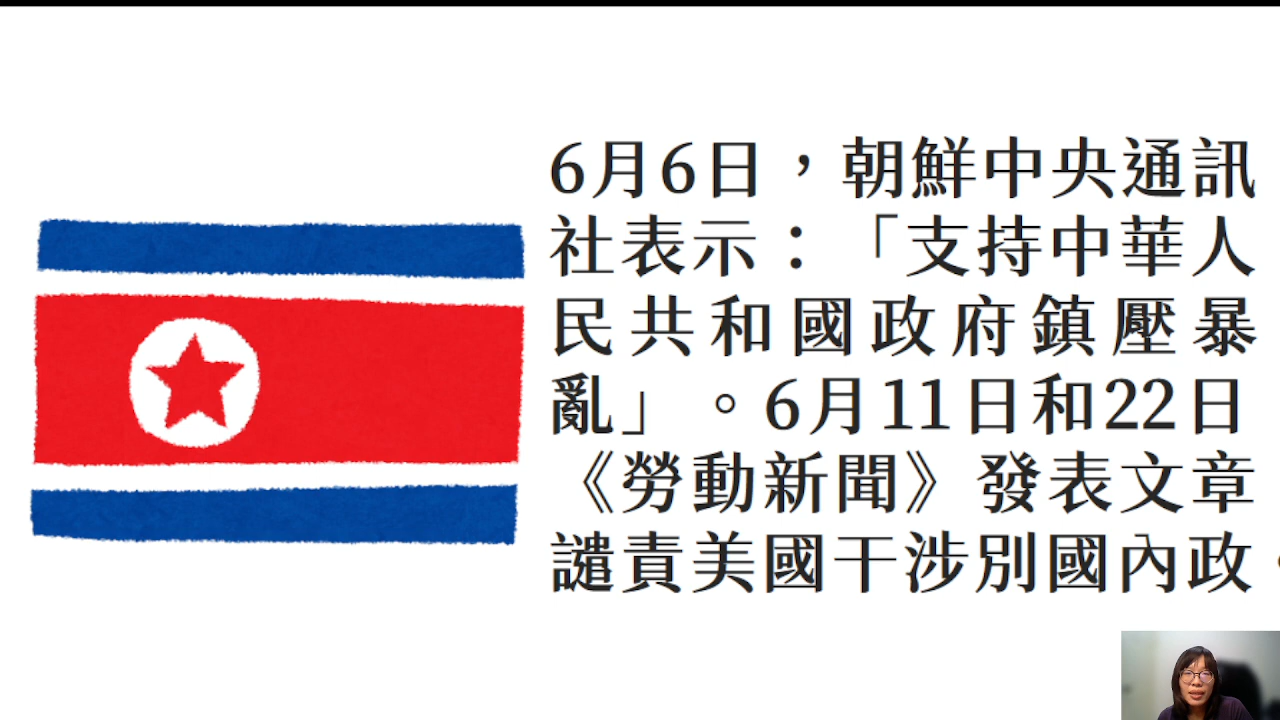 6月6日，朝鮮中央通訊
社表示：「支持中華人
民共和國政府鎮壓暴
亂」。6月11日和22日
《勞動新聞》發表文章
譴責美國干涉別國內政。